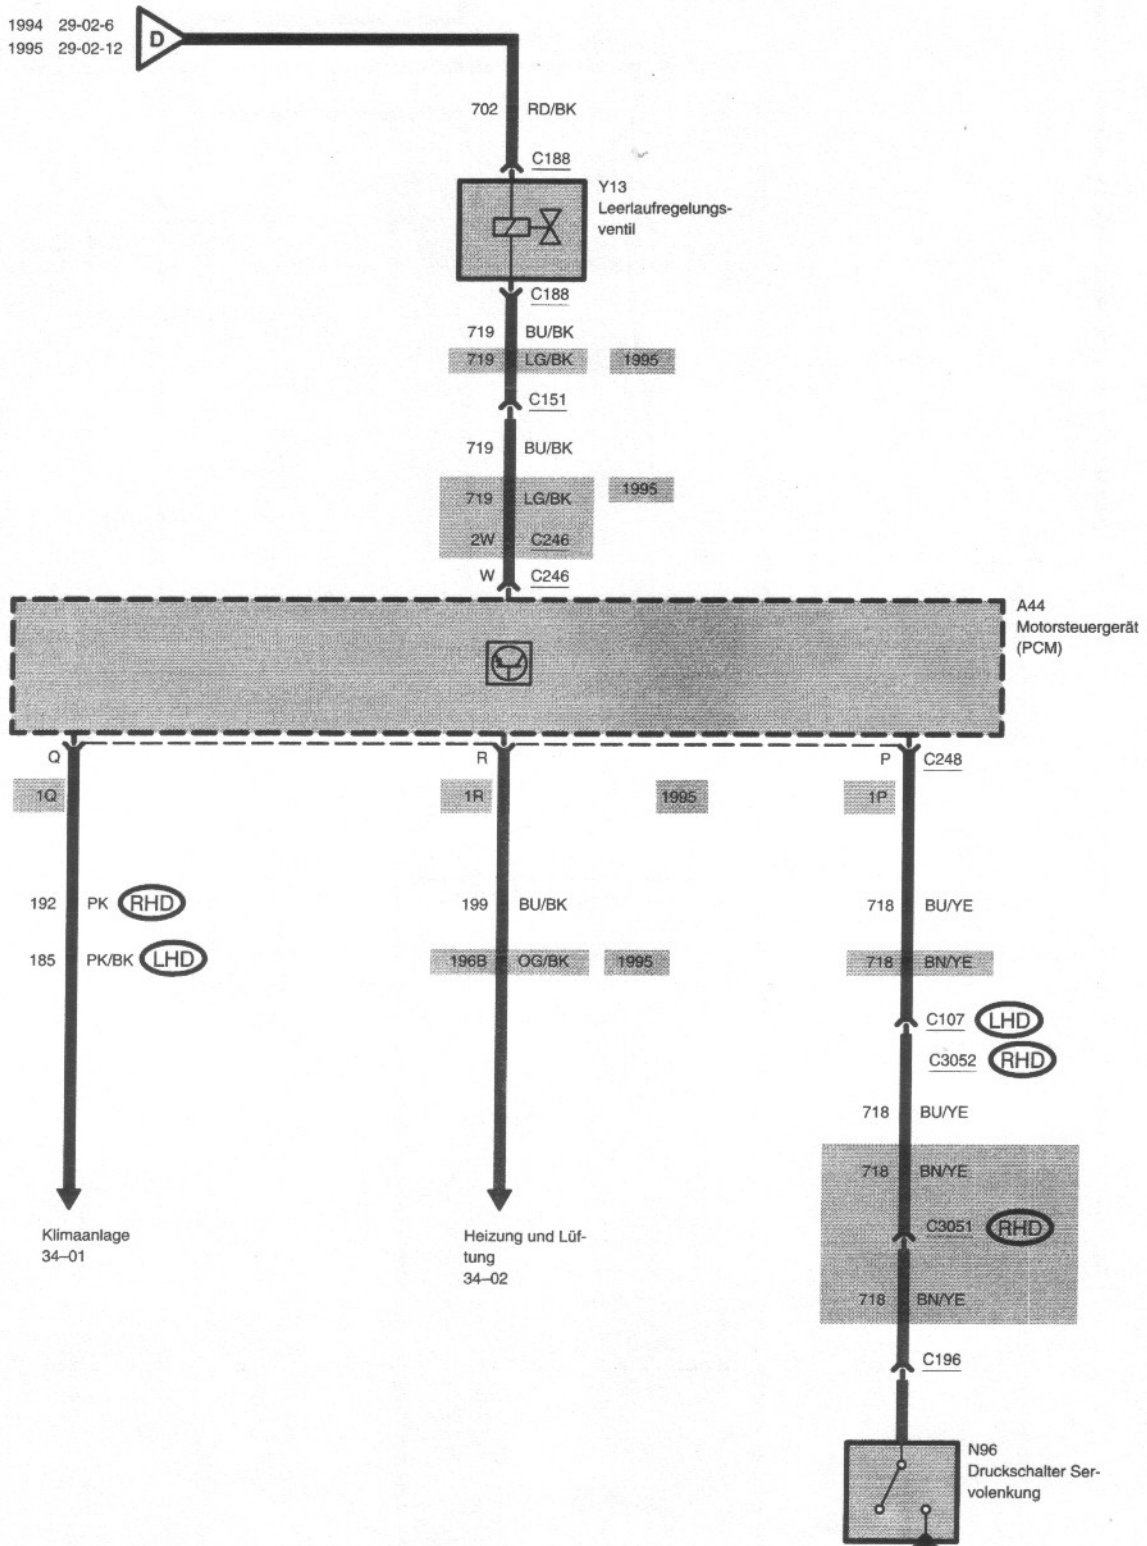 1994 29-02-6
1995 29-02-12
D
702 RD/BK
C188
Y13
Leerlaufregelungs-
ventil
C188
719 BU/BK
719 LG/BK 1995
C151
719 BU/BK
719 LG/BK 1995
2W C246
W C246
A44
Motorsteuergerät
(PCM)
Q R P C248
1Q 1R 1995 1P
192 PK RHD 199 BU/BK 718 BU/YE
185 PK/BK LHD 196B OG/BK 1995 718 BN/YE
C107 LHD
C3052 RHD
718 BU/YE
718 BN/YE
C3051 RHD
Klimaanlage
34–01
Heizung und Lüf-
tung
34–02
718 BN/YE
C196
N96
Druckschalter Ser-
volenkung